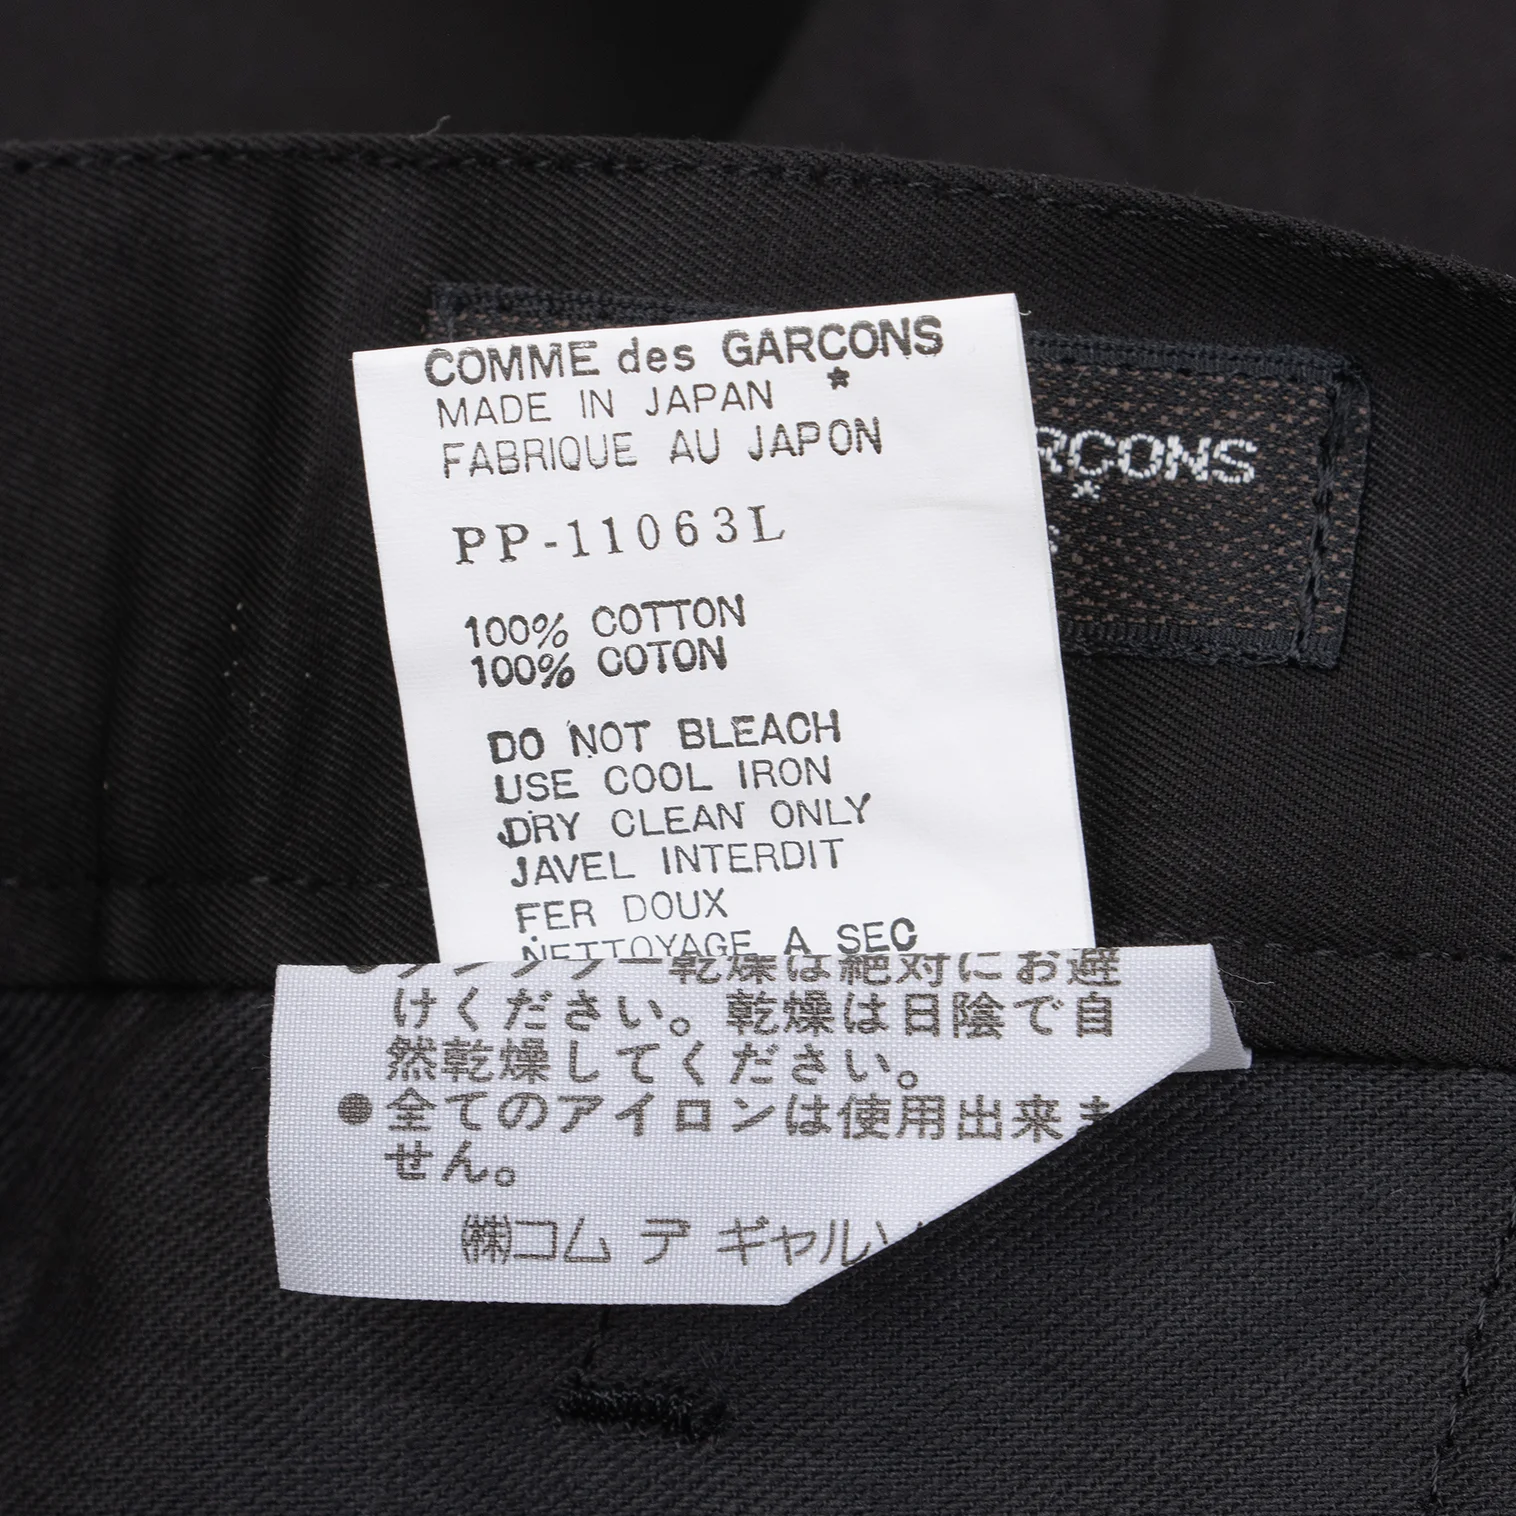 COMME des GARÇONS
MADE IN JAPAN
FABRIQUE AU JAPON
PP-11063L
100% COTTON
100% COTON
DO NOT BLEACH
USE COOL IRON
DRY CLEAN ONLY
JAVEL INTERDIT
FER DOUX
NETTOYAGE A SEC
乾燥は絶対にお避
けください。乾燥は日陰で自
然乾燥してください。
●全てのアイロンは使用出来ま
せん。
㈱コム デ ギャル
RÇONS